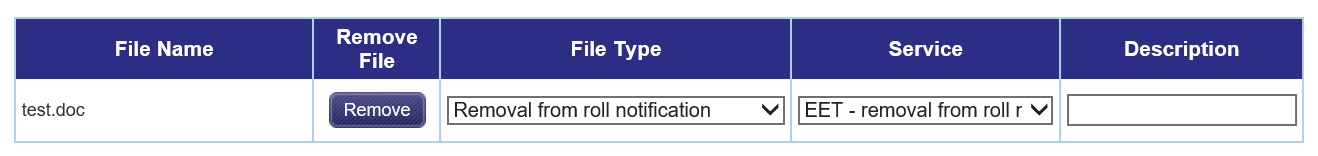 File Name
Remove
File
File Type
Service
Description
test.doc
Remove
Removal from roll notification
EET - removal from roll r